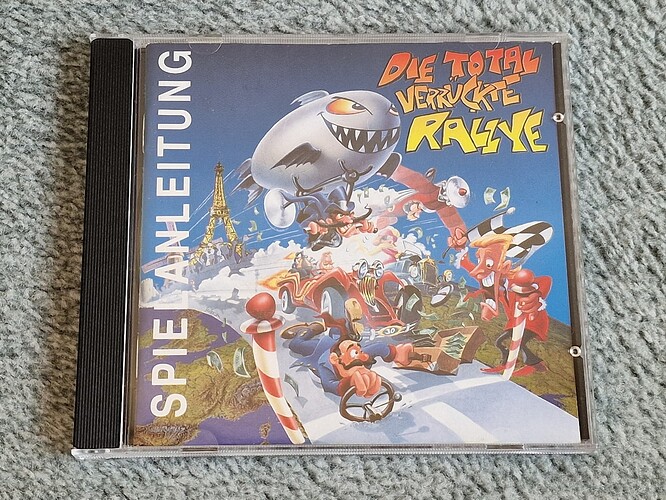 SPIELANLEITUNG
DIE TOTAL
VERRÜCKTE
RALLYE